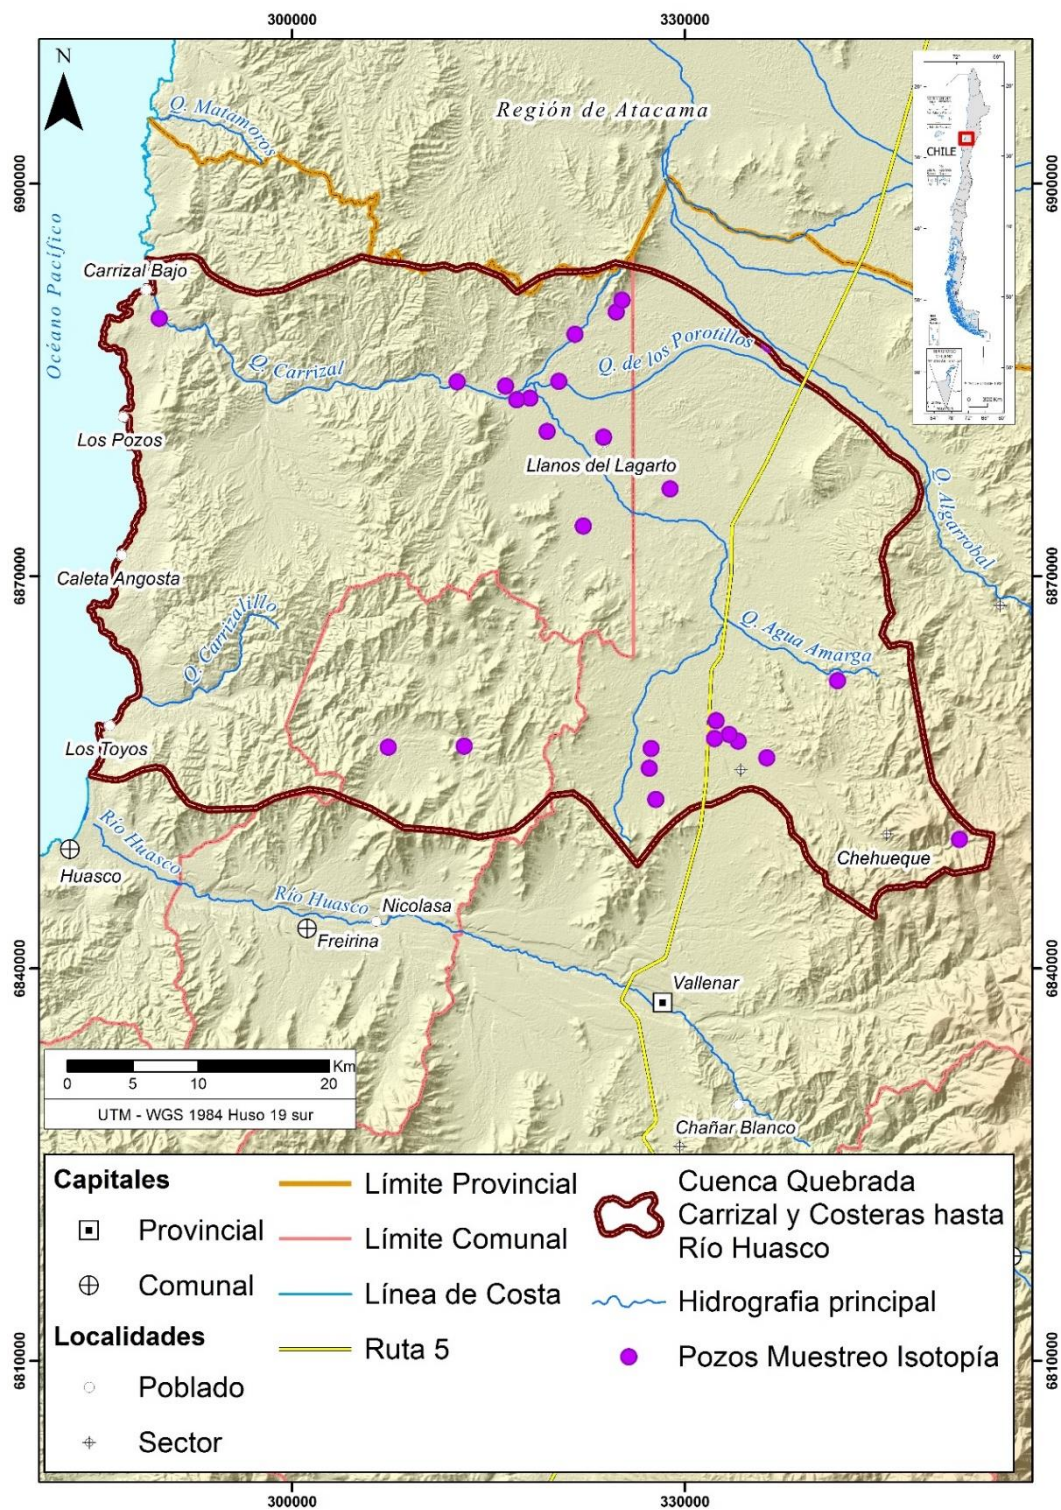 300000
330000
N
Q. Matamoros
Región de Atacama
CHILE
6900000
6900000
Océano Pacífico
Carrizal Bajo
Q. Carrizal
Q. de los Porotillos
Los Pozos
Llanos del Lagarto
Q. Algarrobal
Caleta Angosta
6870000
6870000
Q. Carrizalillo
Q. Agua Amarga
Los Toyos
Río Huasco
Chehueque
Huasco
Río Huasco
Nicolasa
Freirina
6840000
6840000
Vallenar
Km
0 5 10 20
UTM - WGS 1984 Huso 19 sur
Chañar Blanco
Capitales
Provincial
Comunal
Localidades
Poblado
Sector
Límite Provincial
Límite Comunal
Línea de Costa
Ruta 5
Cuenca Quebrada
Carrizal y Costeras hasta
Río Huasco
Hidrografia principal
Pozos Muestreo Isotopía
6810000
6810000
300000
330000